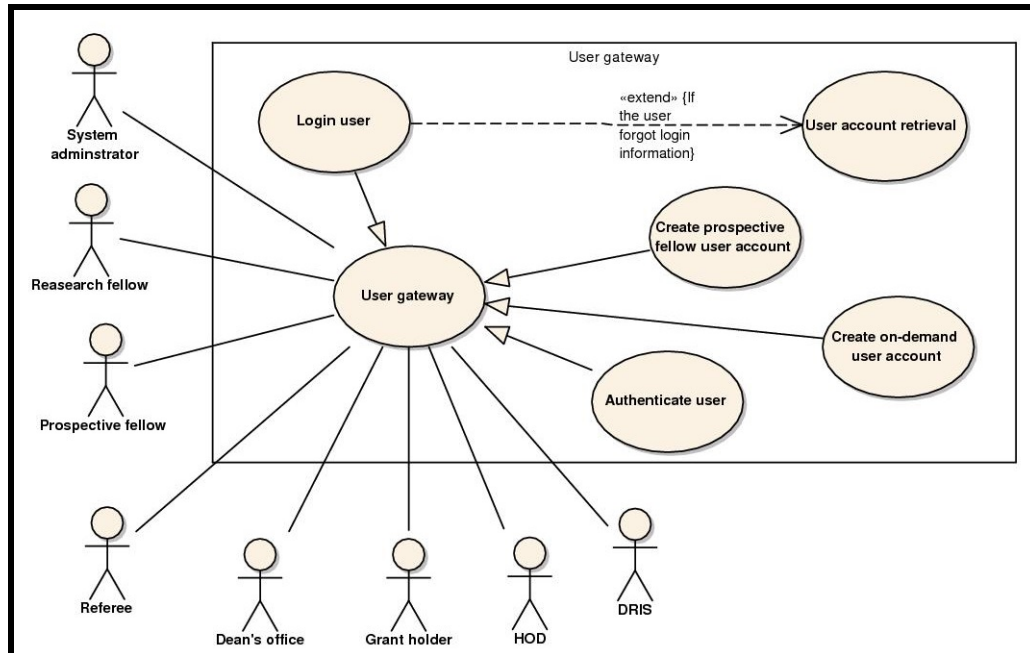 User gateway
Login user
«extend» {If
the user
forgot login
information}
User account retrieval
System
adminstrator
Reasearch fellow
Create prospective
fellow user account
User gateway
Create on-demand
user account
Prospective fellow
Authenticate user
Referee
Dean's office
Grant holder
HOD
DRIS